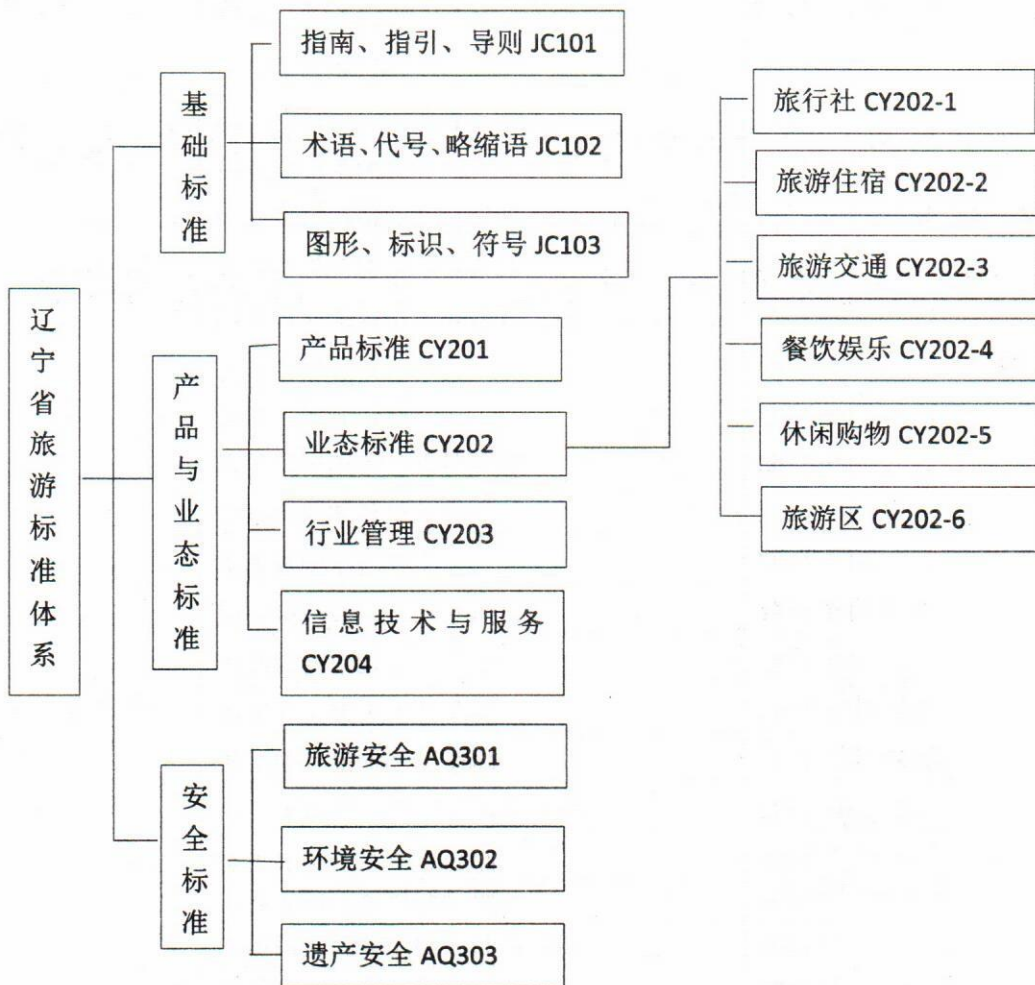 辽宁省旅游标准体系
基础标准
指南、指引、导则 JC101
术语、代号、略缩语 JC102
图形、标识、符号 JC103
产品与业态标准
产品标准 CY201
业态标准 CY202
旅行社 CY202-1
旅游住宿 CY202-2
旅游交通 CY202-3
餐饮娱乐 CY202-4
休闲购物 CY202-5
旅游区 CY202-6
行业管理 CY203
信息技术与服务
CY204
安全标准
旅游安全 AQ301
环境安全 AQ302
遗产安全 AQ303